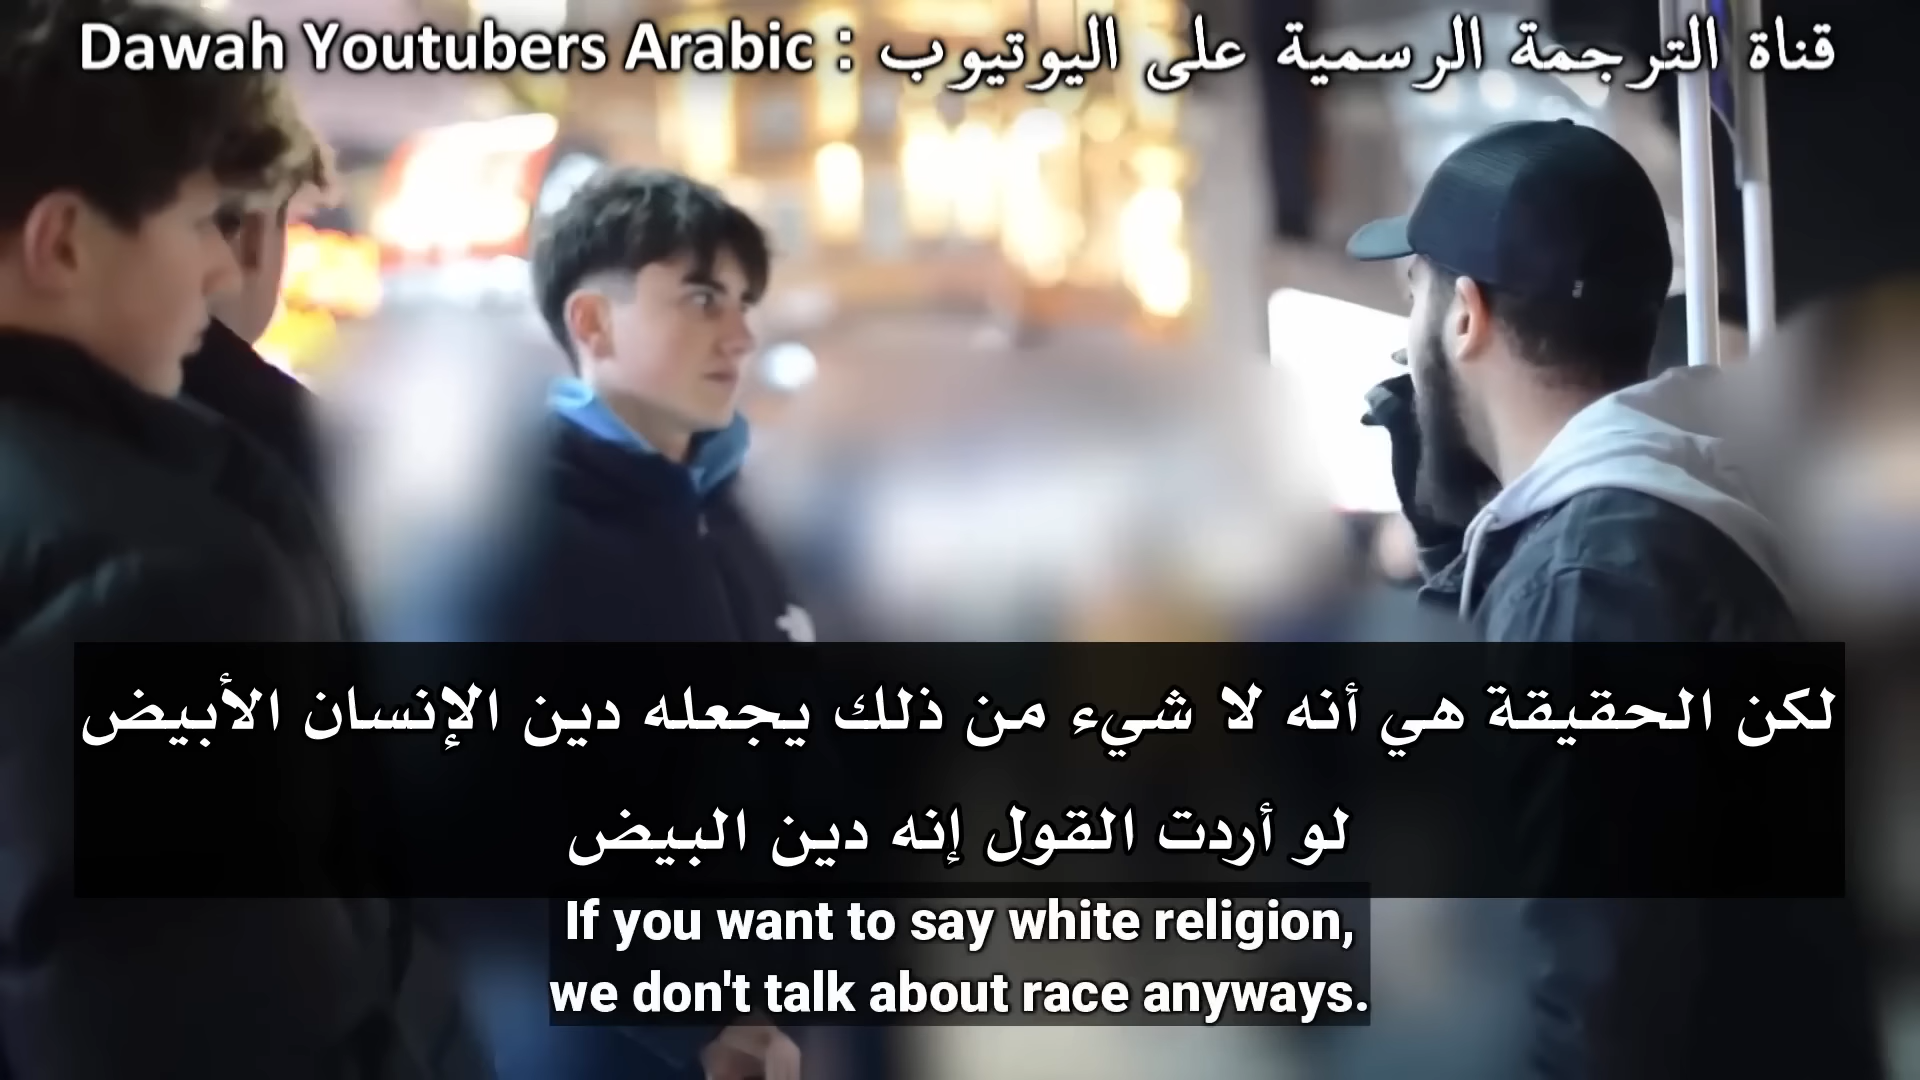 Dawah Youtubers Arabic : قناة الترجمة الرسمية على اليوتيوب
لكن الحقيقة هي أنه لا شيء من ذلك يجعله دين الإنسان الأبيض
لو أردت القول إنه دين البيض
If you want to say white religion,
we don't talk about race anyways.